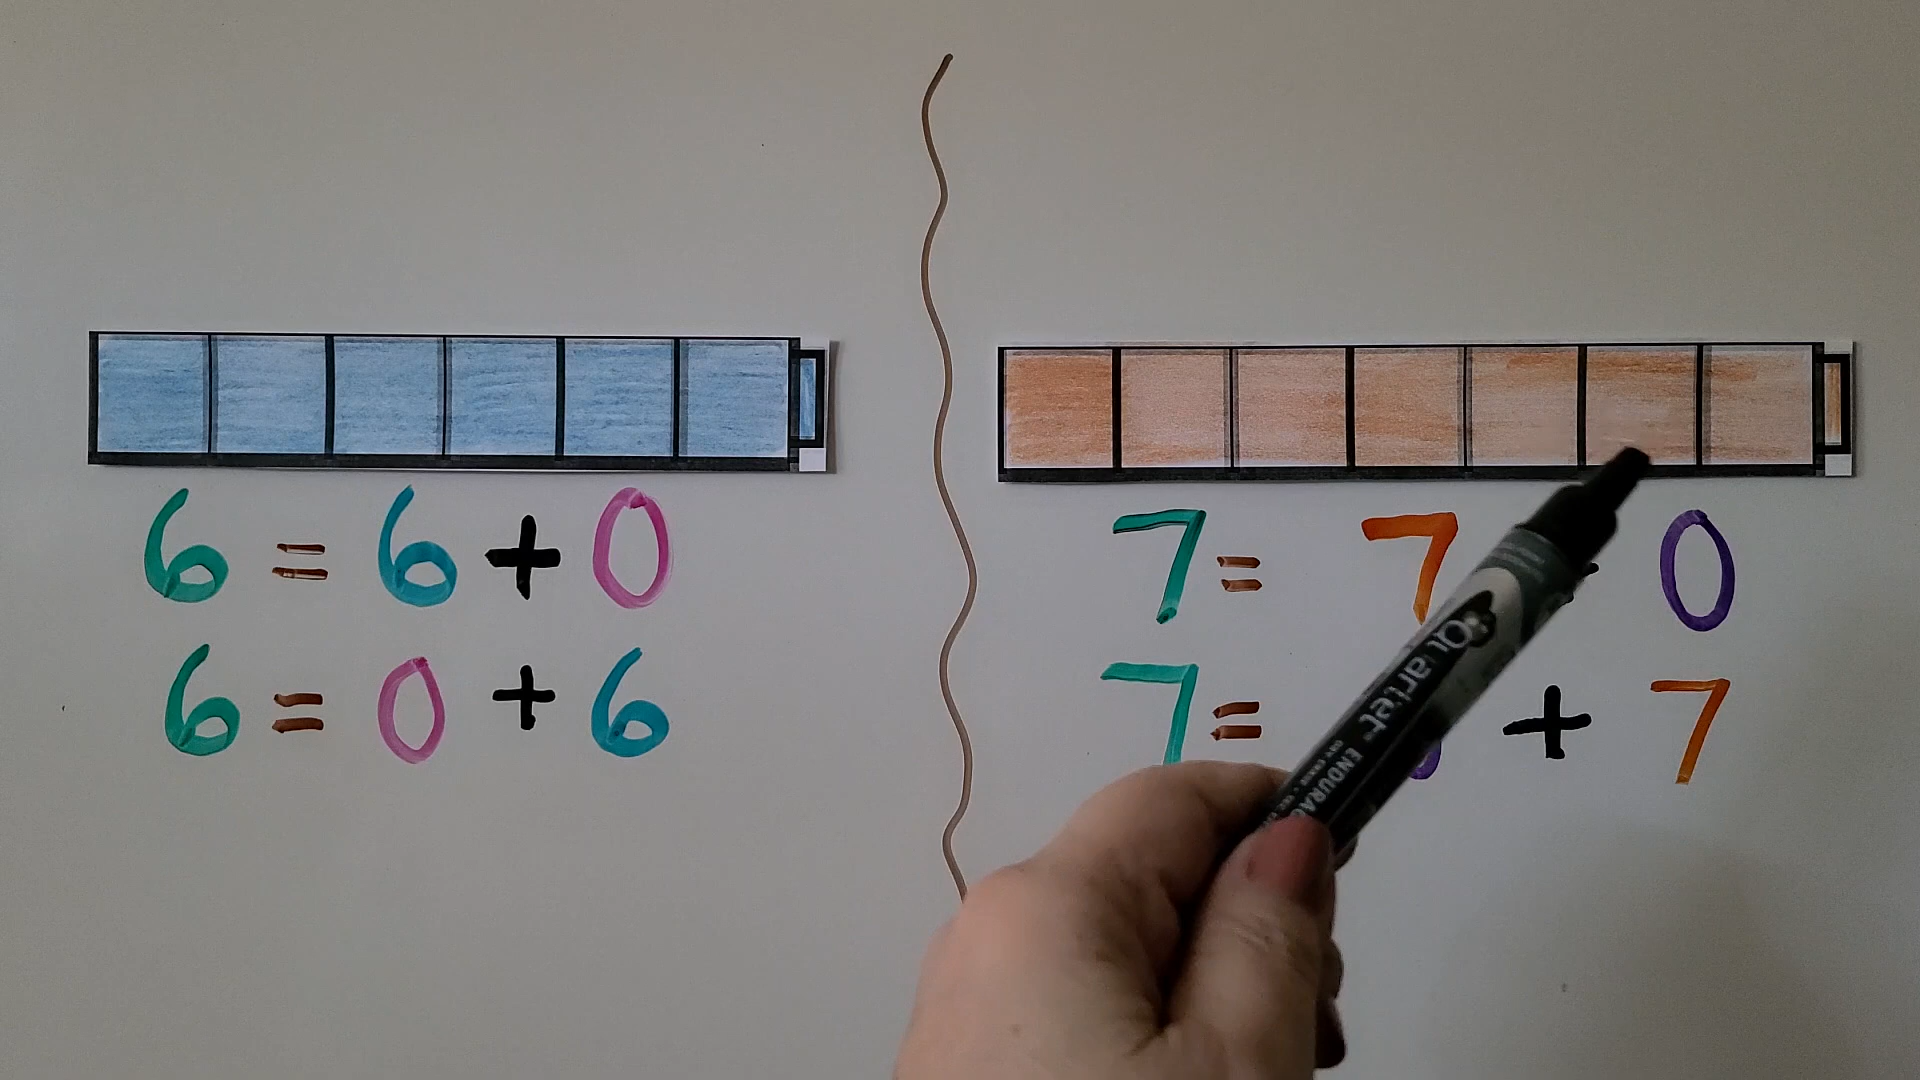 6 = 6 + 0
6 = 0 + 6
7 = 7 0
7 = + 7
Quartet
ENDURA